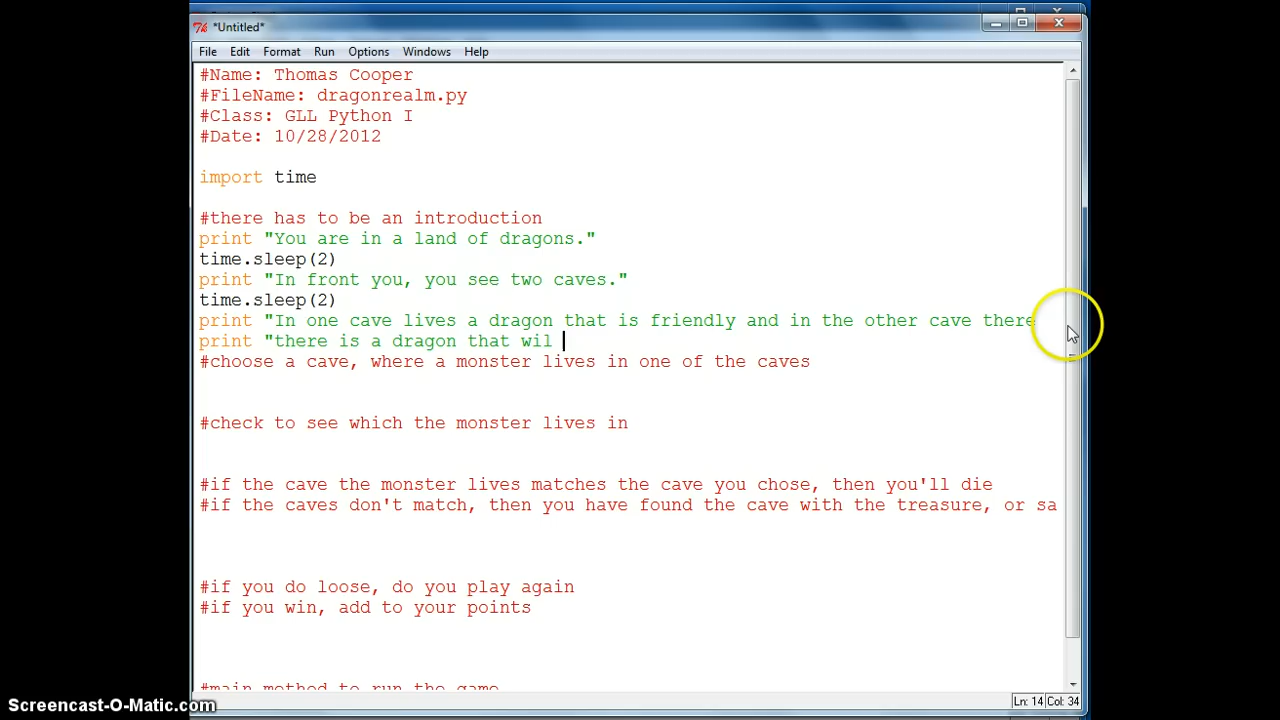 *Untitled*
File Edit Format Run Options Windows Help
#Name: Thomas Cooper
#FileName: dragonrealm.py
#Class: GLL Python I
#Date: 10/28/2012
import time
#there has to be an introduction
print "You are in a land of dragons."
time.sleep(2)
print "In front you, you see two caves."
time.sleep(2)
print "In one cave lives a dragon that is friendly and in the other cave there
print "there is a dragon that wil
#choose a cave, where a monster lives in one of the caves
#check to see which the monster lives in
#if the cave the monster lives matches the cave you chose, then you'll die
#if the caves don't match, then you have found the cave with the treasure, or sa
#if you do loose, do you play again
#if you win, add to your points
#main method to run the game
Ln: 14 Col: 34
Screencast-O-Matic.com